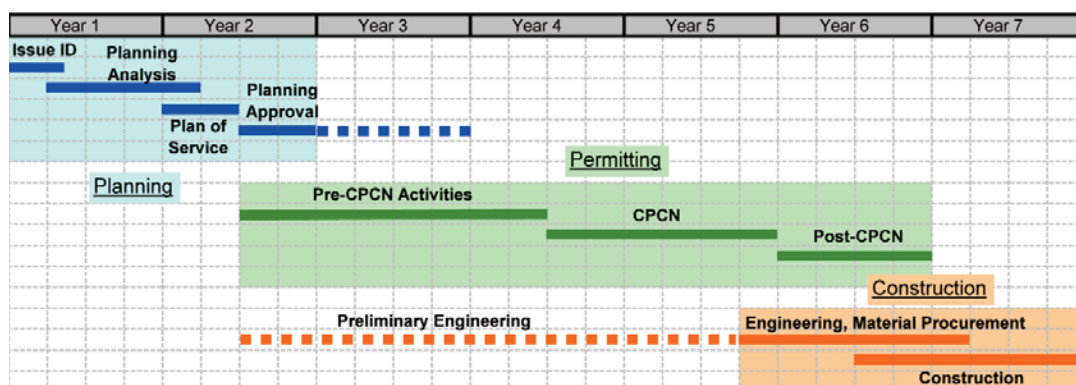 Year 1 Year 2 Year 3 Year 4 Year 5 Year 6 Year 7
Issue ID
Planning
Analysis
Planning
Approval
Plan of
Service
Permitting
Planning
Pre-CPCN Activities
CPCN
Post-CPCN
Construction
Preliminary Engineering
Engineering, Material Procurement
Construction